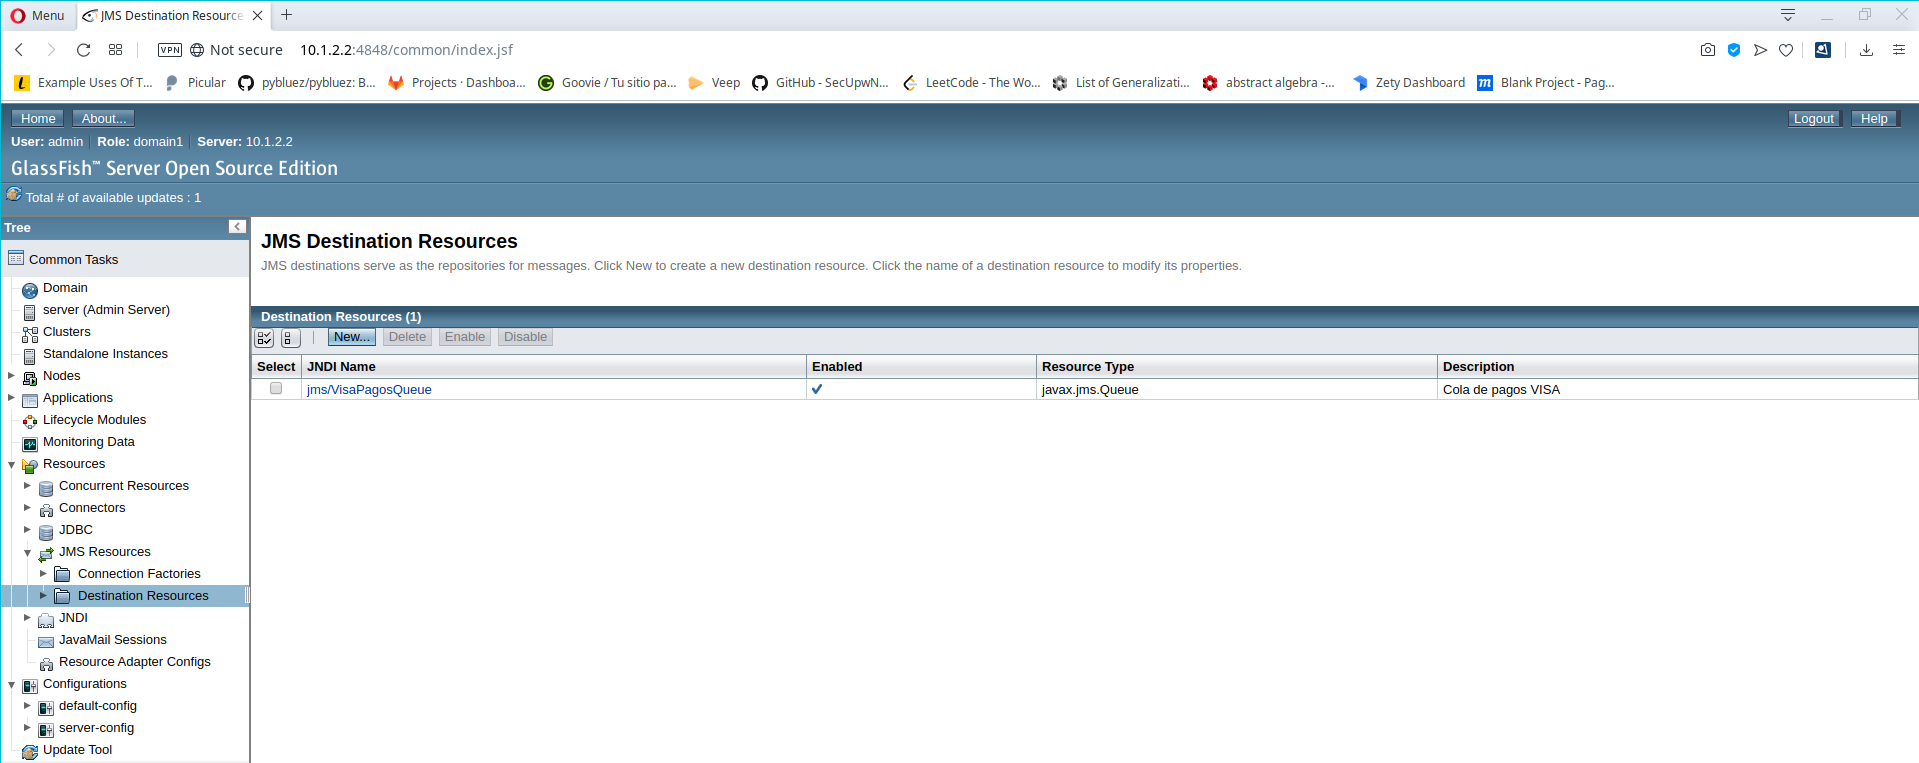 Menu
JMS Destination Resource
VPN Not secure 10.1.2.2:4848/common/index.jsf
Example Uses Of T... Picular pybluez/pybluez: B... Projects · Dashboa... Goovie / Tu sitio pa... Veep GitHub - SecUpwN... LeetCode - The Wo... List of Generalizati... abstract algebra -... Zety Dashboard Blank Project - Pag...
Home About... Logout Help
User: admin Role: domain1 Server: 10.1.2.2
GlassFish™ Server Open Source Edition
Total # of available updates : 1
Tree
Common Tasks
Domain
server (Admin Server)
Clusters
Standalone Instances
Nodes
Applications
Lifecycle Modules
Monitoring Data
Resources
Concurrent Resources
Connectors
JDBC
JMS Resources
Connection Factories
Destination Resources
JNDI
JavaMail Sessions
Resource Adapter Configs
Configurations
default-config
server-config
Update Tool
JMS Destination Resources
JMS destinations serve as the repositories for messages. Click New to create a new destination resource. Click the name of a destination resource to modify its properties.
Destination Resources (1)
New... Delete Enable Disable
Select JNDI Name Enabled Resource Type Description
jms/VisaPagosQueue javax.jms.Queue Cola de pagos VISA